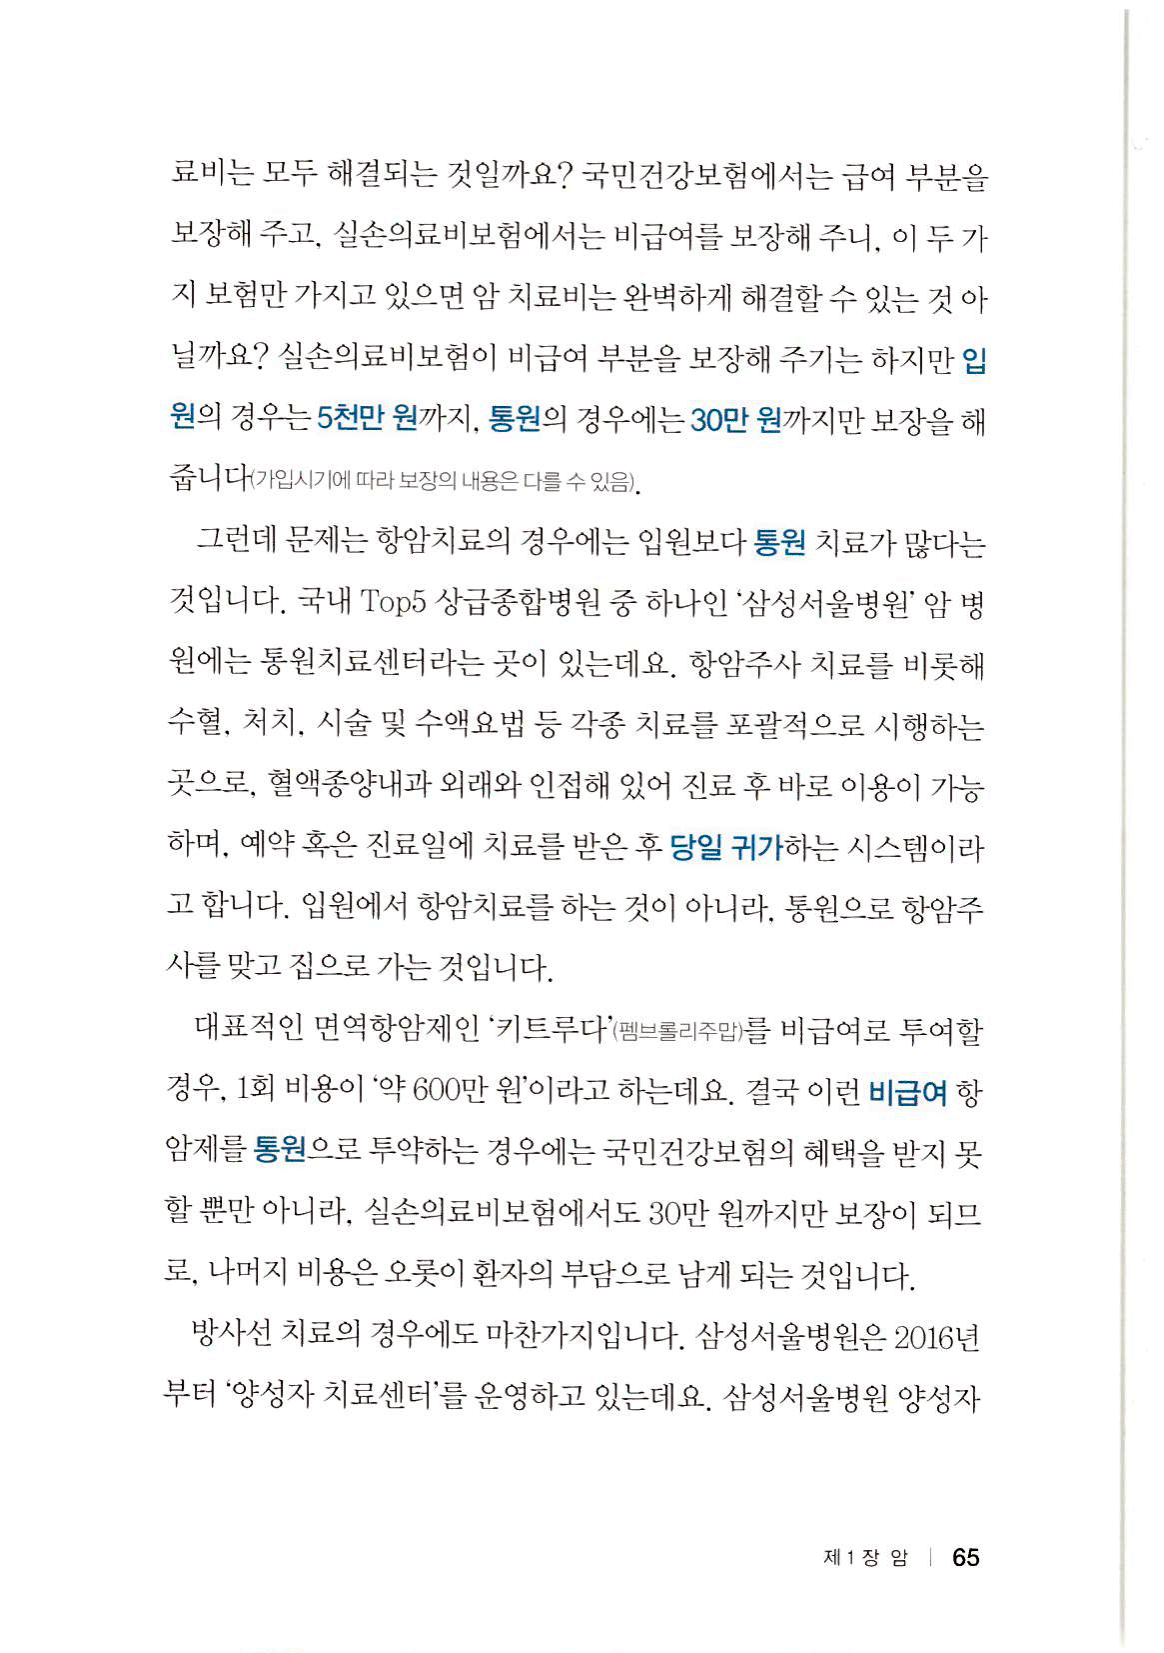 료비는 모두 해결되는 것일까요? 국민건강보험에서는 급여 부분을
보장해 주고, 실손의료비보험에서는 비급여를 보장해 주니, 이 두 가
지 보험만 가지고 있으면 암 치료비는 완벽하게 해결할 수 있는 것 아
닐까요? 실손의료비보험이 비급여 부분을 보장해 주기는 하지만 입
원의 경우는 5천만 원까지, 통원의 경우에는 30만 원까지만 보장을 해
줍니다(가입시기에 따라 보장의 내용은 다를 수 있음).
그런데 문제는 항암치료의 경우에는 입원보다 통원 치료가 많다는
것입니다. 국내 Top5 상급종합병원 중 하나인 ‘삼성서울병원’ 암 병
원에는 통원치료센터라는 곳이 있는데요. 항암주사 치료를 비롯해
수혈, 처치, 시술 및 수액요법 등 각종 치료를 포괄적으로 시행하는
곳으로, 혈액종양내과 외래와 인접해 있어 진료 후 바로 이용이 가능
하며, 예약 혹은 진료일에 치료를 받은 후 당일 귀가하는 시스템이라
고 합니다. 입원에서 항암치료를 하는 것이 아니라, 통원으로 항암주
사를 맞고 집으로 가는 것입니다.
대표적인 면역항암제인 ‘키트루다’(펨브롤리주맙)를 비급여로 투여할
경우, 1회 비용이 ‘약 600만 원’이라고 하는데요. 결국 이런 비급여 항
암제를 통원으로 투약하는 경우에는 국민건강보험의 혜택을 받지 못
할 뿐만 아니라, 실손의료비보험에서도 30만 원까지만 보장이 되므
로, 나머지 비용은 오롯이 환자의 부담으로 남게 되는 것입니다.
방사선 치료의 경우에도 마찬가지입니다. 삼성서울병원은 2016년
부터 ‘양성자 치료센터’를 운영하고 있는데요. 삼성서울병원 양성자
제1장 암 | 65